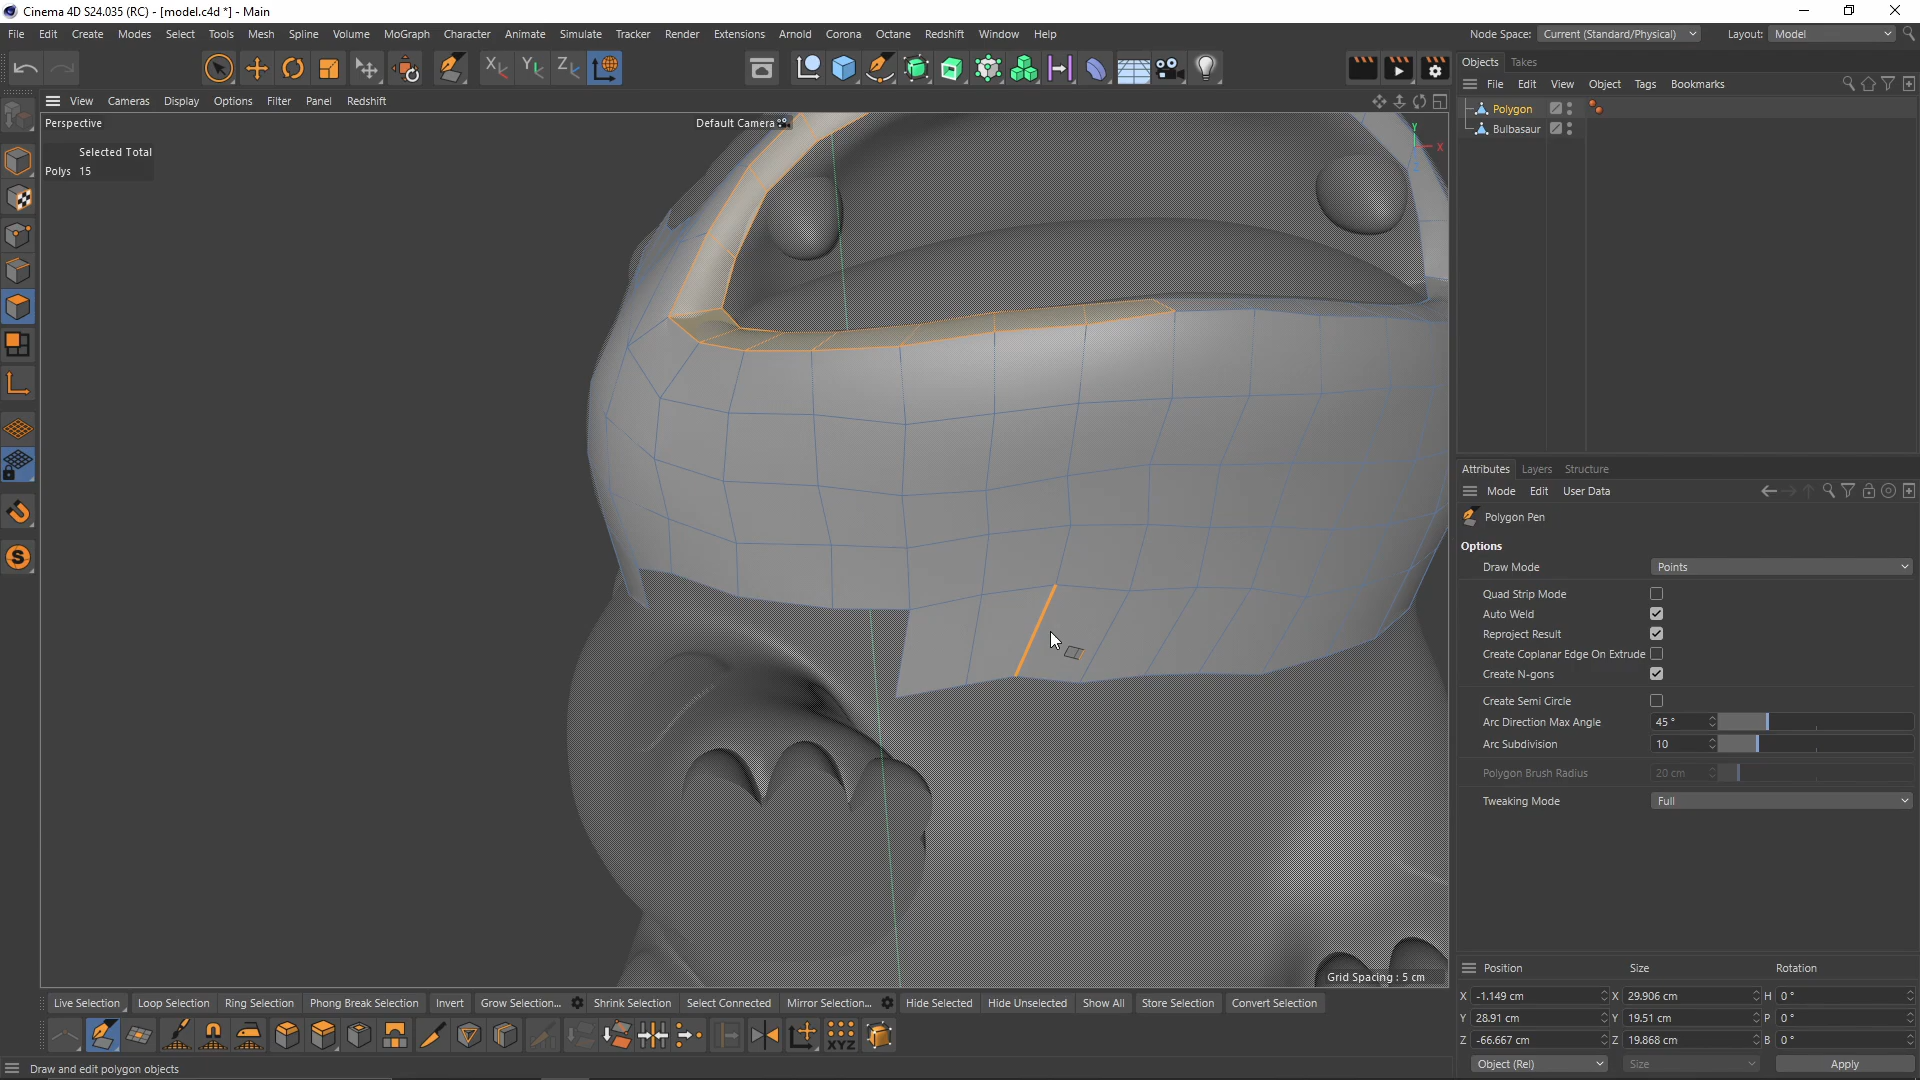 Cinema 4D S24.035 (RC) - [model.c4d *] - Main
File Edit Create Modes Select Tools Mesh Spline Volume MoGraph Character Animate Simulate Tracker Render Extensions Arnold Corona Octane Redshift Window Help
Node Space: Current (Standard/Physical) Layout: Model
Objects Takes
View Cameras Display Options Filter Panel Redshift
File Edit View Object Tags Bookmarks
Perspective
Default Camera
Polygon
Bulbasaur
Selected Total
Polys 15
Y
X
Attributes Layers Structure
Mode Edit User Data
Polygon Pen
Options
Draw Mode Points
Quad Strip Mode
Auto Weld
Reproject Result
Create Coplanar Edge On Extrude
Create N-gons
Create Semi Circle
Arc Direction Max Angle 45 °
Arc Subdivision 10
Polygon Brush Radius 20 cm
Tweaking Mode Full
Grid Spacing : 5 cm
Position Size Rotation
X -1.149 cm X 29.906 cm H 0 °
Y 28.91 cm Y 19.51 cm P 0 °
Z -66.667 cm Z 19.868 cm B 0 °
Object (Rel) Size Apply
Live Selection Loop Selection Ring Selection Phong Break Selection Invert Grow Selection... Shrink Selection Select Connected Mirror Selection... Hide Selected Hide Unselected Show All Store Selection Convert Selection
XYZ
Draw and edit polygon objects